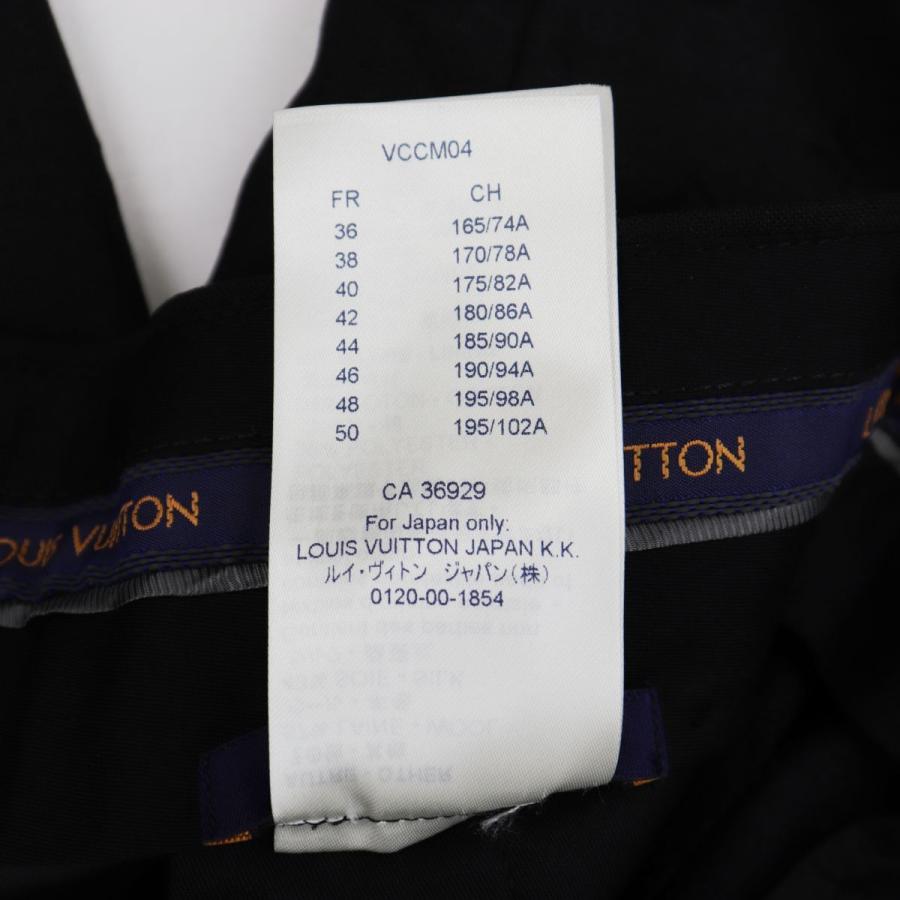 VCCM04
FR CH
36 165/74A
38 170/78A
40 175/82A
42 180/86A
44 185/90A
46 190/94A
48 195/98A
50 195/102A
CA 36929
For Japan only:
LOUIS VUITTON JAPAN K.K.
ルイ・ヴィトン ジャパン(株)
0120-00-1854
VUITTON
AUTRE - OTHER